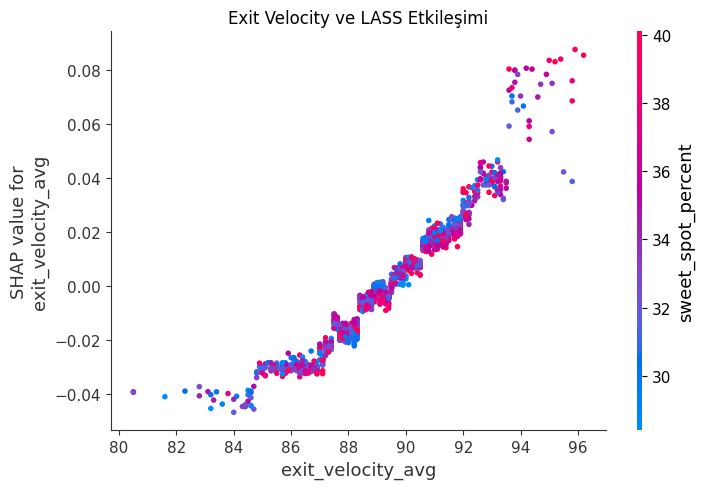 Exit Velocity ve LASS Etkileşimi
SHAP value for
exit_velocity_avg
0.08
0.06
0.04
0.02
0.00
−0.02
−0.04
80 82 84 86 88 90 92 94 96
exit_velocity_avg
40
38
36
34
32
30
sweet_spot_percent